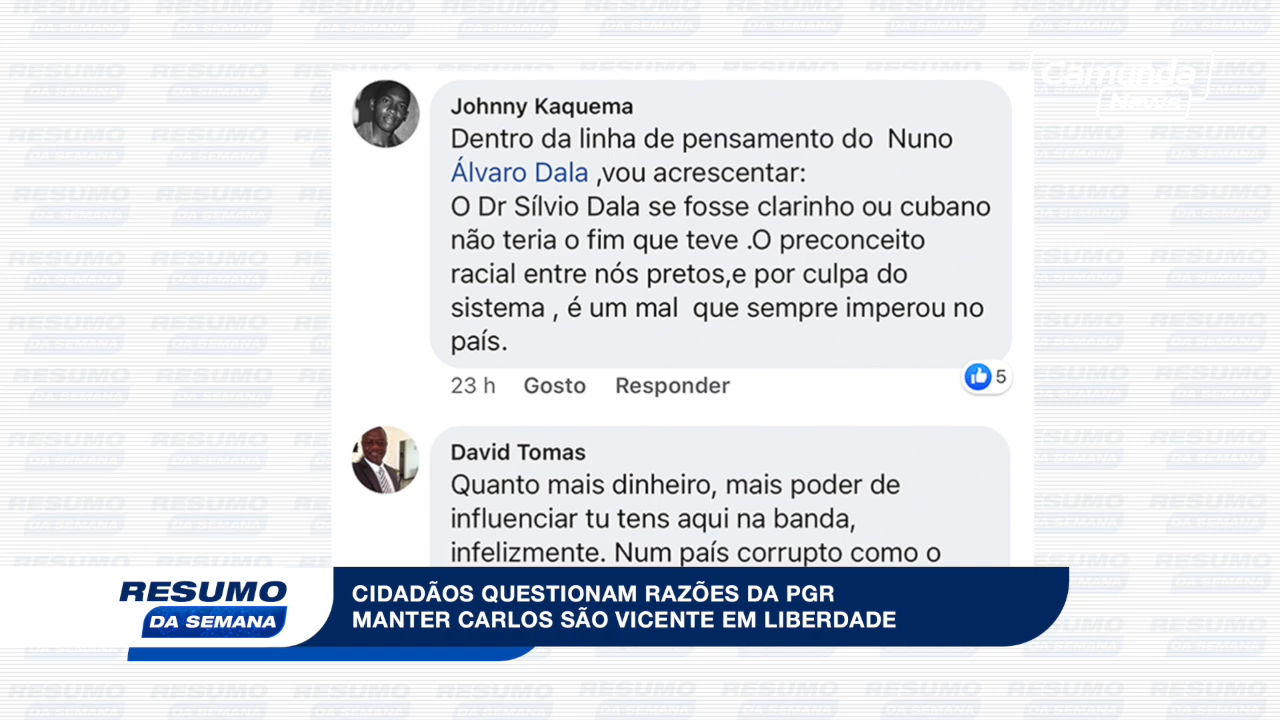 Camunda
News
Johnny Kaquema
Dentro da linha de pensamento do Nuno
Álvaro Dala ,vou acrescentar:
O Dr Sílvio Dala se fosse clarinho ou cubano
não teria o fim que teve .O preconceito
racial entre nós pretos,e por culpa do
sistema , é um mal que sempre imperou no
país.
23 h Gosto Responder
5
David Tomas
Quanto mais dinheiro, mais poder de
influenciar tu tens aqui na banda,
infelizmente. Num país corrupto como o
RESUMO
DA SEMANA
CIDADÃOS QUESTIONAM RAZÕES DA PGR
MANTER CARLOS SÃO VICENTE EM LIBERDADE